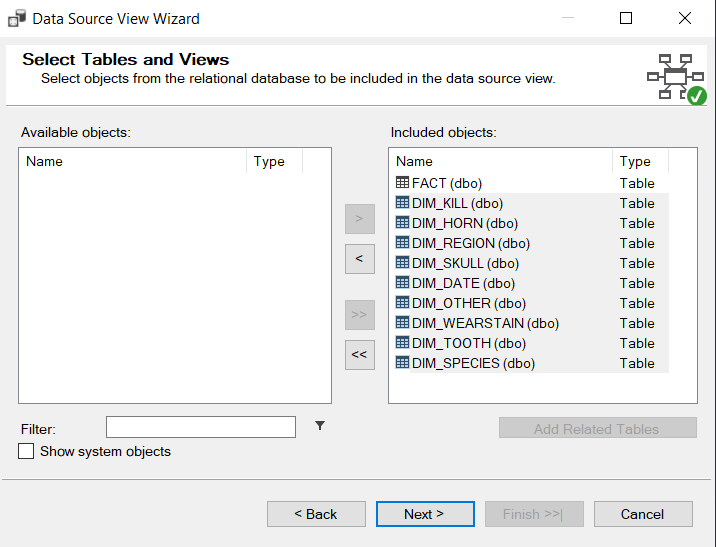 Data Source View Wizard
Select Tables and Views
Select objects from the relational database to be included in the data source view.
Available objects:
Name Type
Included objects:
Name Type
FACT (dbo) Table
DIM_KILL (dbo) Table
DIM_HORN (dbo) Table
DIM_REGION (dbo) Table
DIM_SKULL (dbo) Table
DIM_DATE (dbo) Table
DIM_OTHER (dbo) Table
DIM_WEARSTAIN (dbo) Table
DIM_TOOTH (dbo) Table
DIM_SPECIES (dbo) Table
>
<
>>
<<
Filter:
Add Related Tables
Show system objects
< Back Next > Finish >>| Cancel